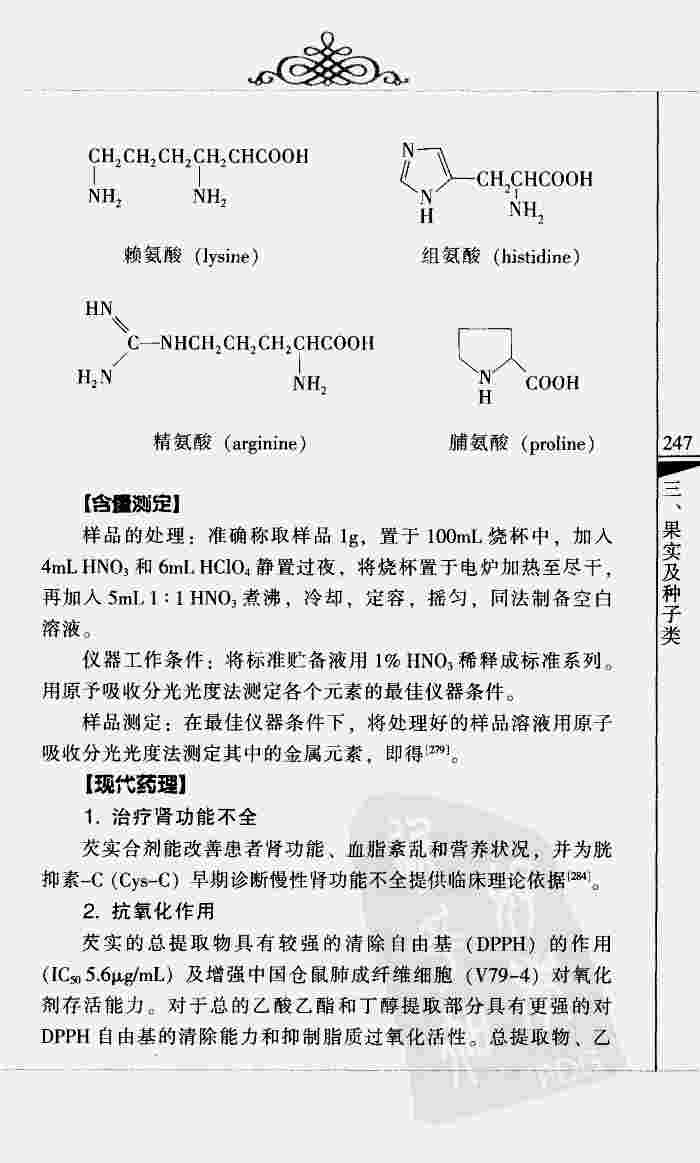 CH₂CH₂CH₂CH₂CHCOOH
NH₂ NH₂
赖氨酸 (lysine)
N
CH₂CHCOOH
N
H
NH₂
组氨酸 (histidine)
HN
C—NHCH₂CH₂CH₂CHCOOH
H₂N
NH₂
精氨酸 (arginine)
N
H
COOH
脯氨酸 (proline)
247
三、果实及种子类
【含量测定】
样品的处理：准确称取样品 1g，置于 100mL 烧杯中，加入
4mL HNO₃ 和 6mL HClO₄ 静置过夜，将烧杯置于电炉加热至尽干，
再加入 5mL 1∶1 HNO₃ 煮沸，冷却，定容，摇匀，同法制备空白
溶液。
仪器工作条件：将标准贮备液用 1% HNO₃ 稀释成标准系列。
用原予吸收分光光度法测定各个元素的最佳仪器条件。
样品测定：在最佳仪器条件下，将处理好的样品溶液用原子
吸收分光光度法测定其中的金属元素，即得[279]。
【现代药理】
1. 治疗肾功能不全
芡实合剂能改善患者肾功能、血脂紊乱和营养状况，并为胱
抑素-C (Cys-C) 早期诊断慢性肾功能不全提供临床理论依据[284]。
2. 抗氧化作用
芡实的总提取物具有较强的清除自由基 (DPPH) 的作用
(IC₅₀ 5.6μg/mL) 及增强中国仓鼠肺成纤维细胞 (V79-4) 对氧化
剂存活能力。对于总的乙酸乙酯和丁醇提取部分具有更强的对
DPPH 自由基的清除能力和抑制脂质过氧化活性。总提取物、乙